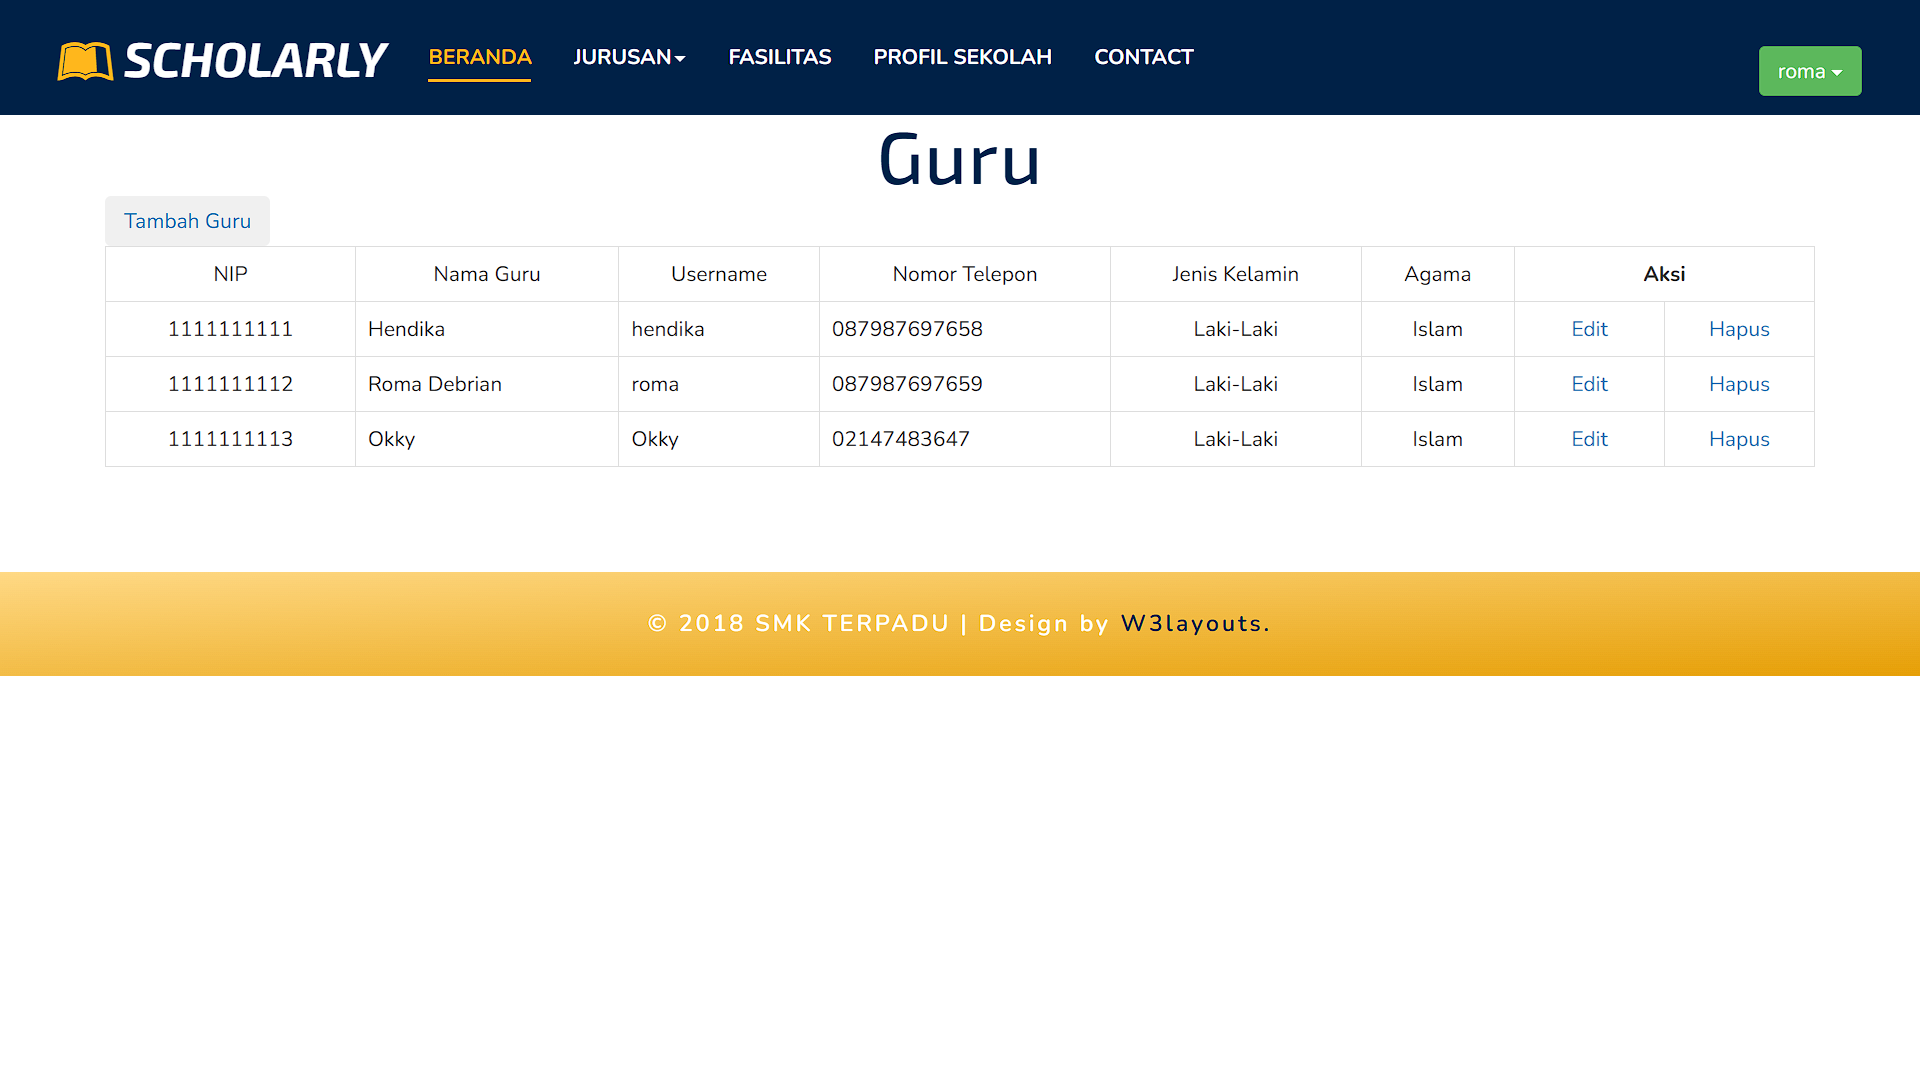 SCHOLARLY BERANDA JURUSAN FASILITAS PROFIL SEKOLAH CONTACT roma
Guru
Tambah Guru
NIP Nama Guru Username Nomor Telepon Jenis Kelamin Agama Aksi
1111111111 Hendika hendika 087987697658 Laki-Laki Islam Edit Hapus
1111111112 Roma Debrian roma 087987697659 Laki-Laki Islam Edit Hapus
1111111113 Okky Okky 02147483647 Laki-Laki Islam Edit Hapus
© 2018 SMK TERPADU | Design by W3layouts.